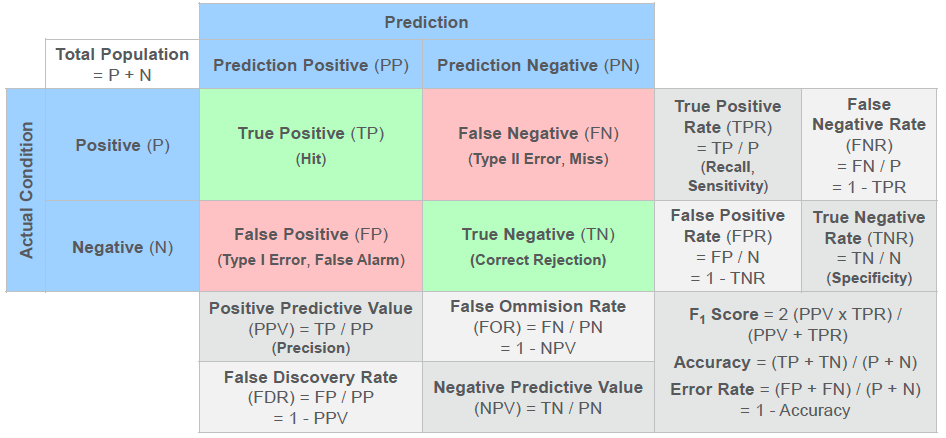 Prediction
Total Population
= P + N
Prediction Positive (PP)
Prediction Negative (PN)
Actual Condition
Positive (P)
True Positive (TP)
(Hit)
False Negative (FN)
(Type II Error, Miss)
True Positive
Rate (TPR)
= TP / P
(Recall,
Sensitivity)
False
Negative Rate
(FNR)
= FN / P
= 1 - TPR
Negative (N)
False Positive (FP)
(Type I Error, False Alarm)
True Negative (TN)
(Correct Rejection)
False Positive
Rate (FPR)
= FP / N
= 1 - TNR
True Negative
Rate (TNR)
= TN / N
(Specificity)
Positive Predictive Value
(PPV) = TP / PP
(Precision)
False Ommision Rate
(FOR) = FN / PN
= 1 - NPV
F1 Score = 2 (PPV x TPR) /
(PPV + TPR)
Accuracy = (TP + TN) / (P + N)
Error Rate = (FP + FN) / (P + N)
= 1 - Accuracy
False Discovery Rate
(FDR) = FP / PP
= 1 - PPV
Negative Predictive Value
(NPV) = TN / PN